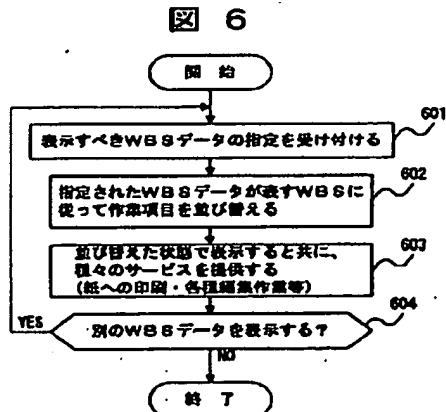 図 6
開 始
表示すべきWBSデータの指定を受け付ける
601
指定されたWBSデータが表すWBSに
従って作業項目を並び替える
602
並び替えた状態で表示すると共に、
種々のサービスを提供する
(紙への印刷・各種編集作業等)
603
別のWBSデータを表示する?
604
YES
NO
終 了